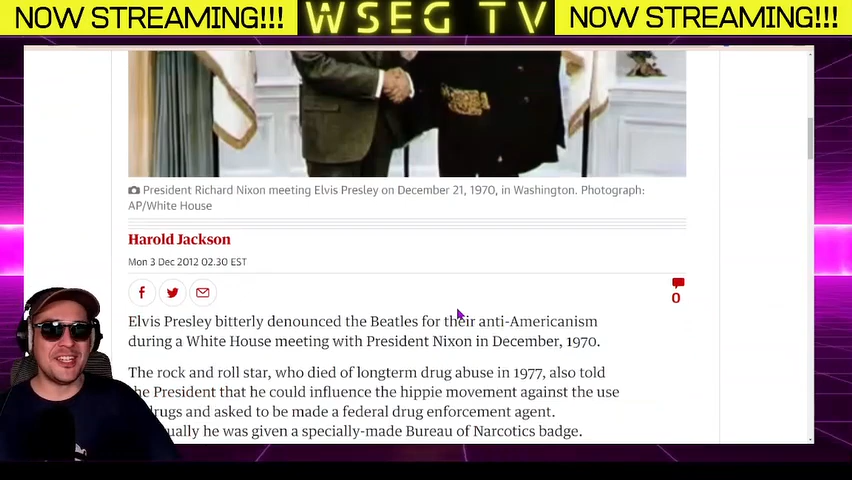 NOW STREAMING!!! WSEG TV NOW STREAMING!!!
President Richard Nixon meeting Elvis Presley on December 21, 1970, in Washington. Photograph:
AP/White House
Harold Jackson
Mon 3 Dec 2012 02.30 EST
0
Elvis Presley bitterly denounced the Beatles for their anti-Americanism
during a White House meeting with President Nixon in December, 1970.
The rock and roll star, who died of longterm drug abuse in 1977, also told
the President that he could influence the hippie movement against the use
drugs and asked to be made a federal drug enforcement agent.
he was given a specially-made Bureau of Narcotics badge.